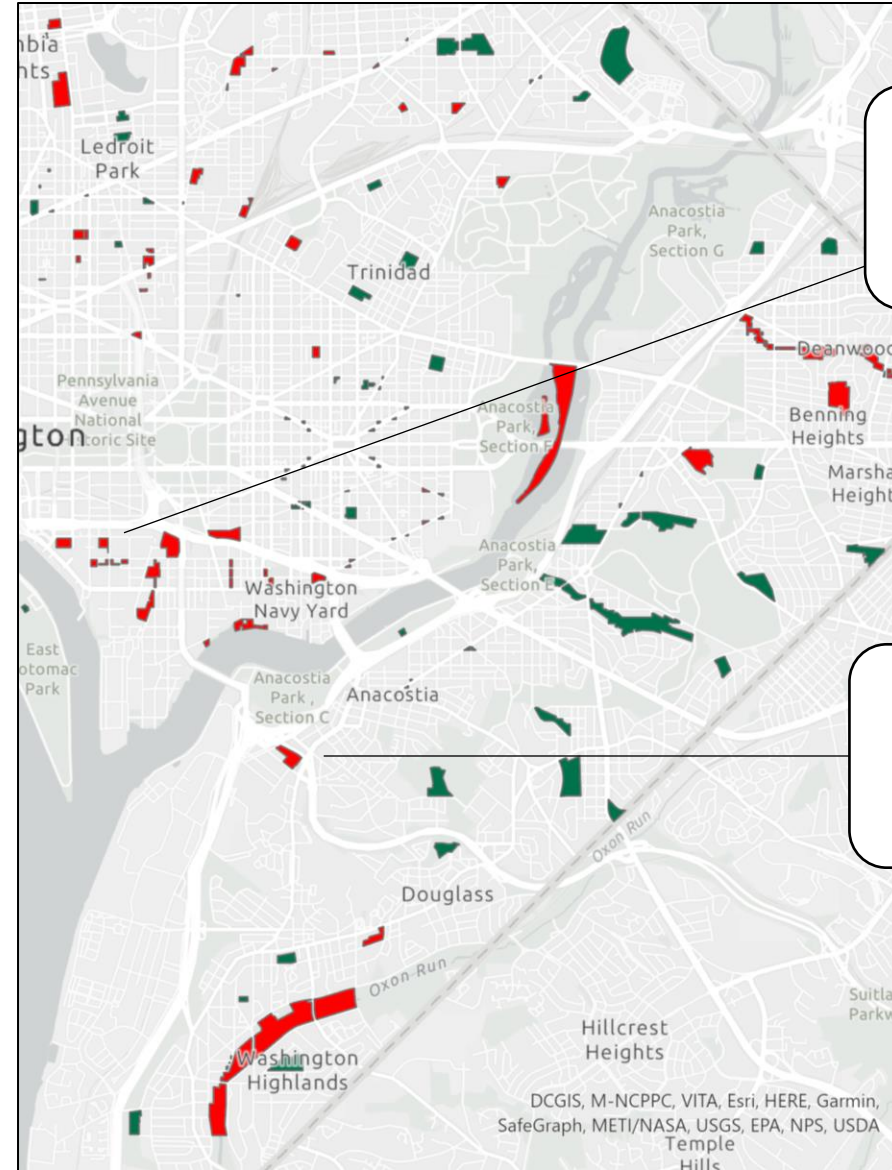 nbia
nts
Ledroit
Park
Anacostia
Park,
Section G
Trinidad
Deanwood
Pennsylvania
Avenue
National
toric Site
gton
Anacostia
Park,
Section F
Benning
Heights
Marsha
Height
Anacostia
Park,
Section E
Washington
Navy Yard
East
otomac
Park
Anacostia
Park ,
Section C
Anacostia
Oxon Run
Douglass
Oxon Run
Suitla
Parkw
Hillcrest
Heights
Washington
Highlands
DCGIS, M-NCPPC, VITA, Esri, HERE, Garmin,
SafeGraph, METI/NASA, USGS, EPA, NPS, USDA
Temple
Hills